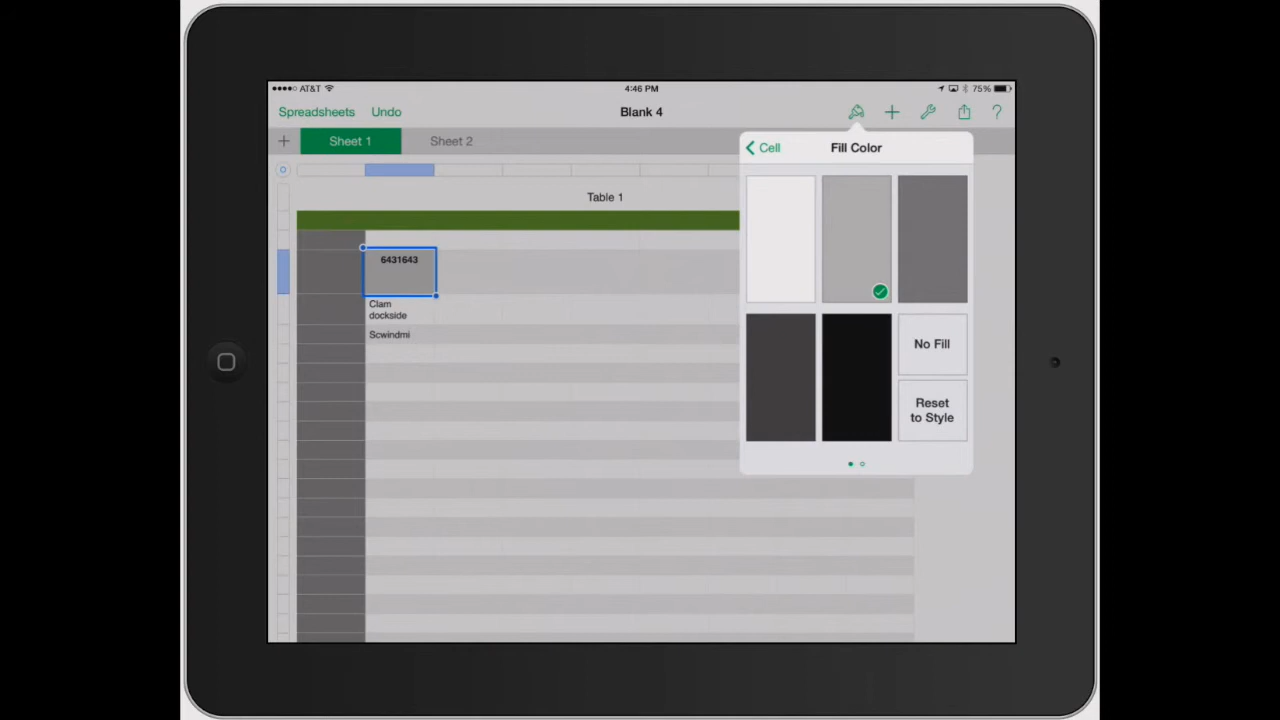 AT&T 4:46 PM 75%
Spreadsheets Undo Blank 4 ?
Sheet 1 Sheet 2
Cell Fill Color
Table 1
6431643
Clam
dockside
Scwindmi
No Fill
Reset
to Style